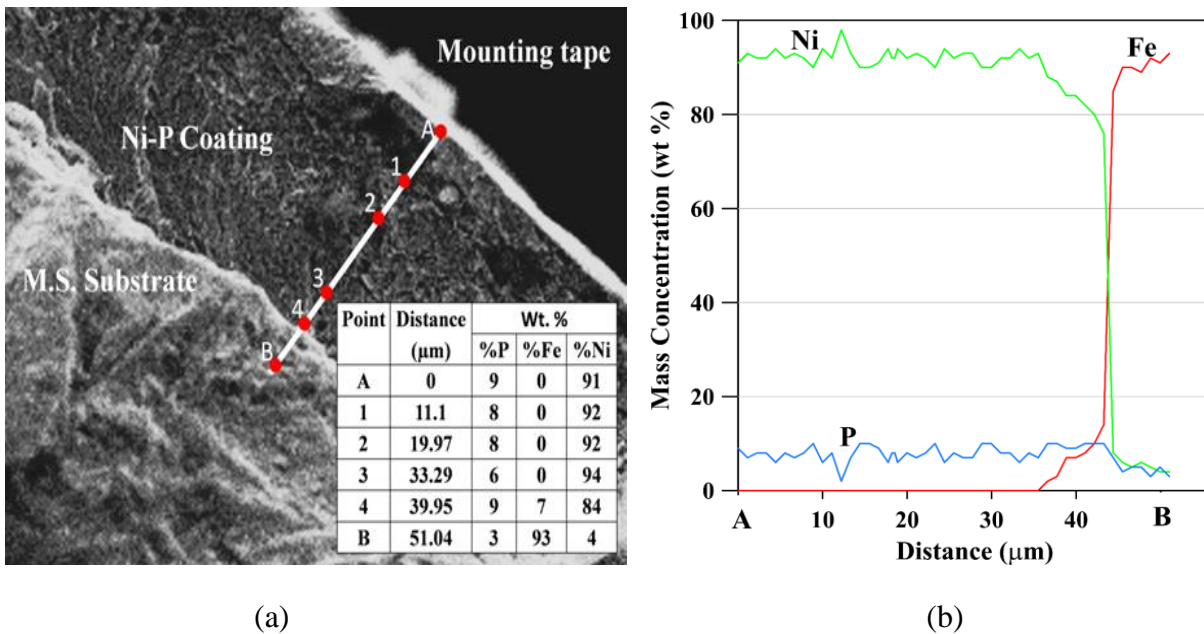 Mounting tape
Ni-P Coating
M.S. Substrate
A
1
2
3
4
B
Point Distance (μm) Wt. %
%P %Fe %Ni
A 0 9 0 91
1 11.1 8 0 92
2 19.97 8 0 92
3 33.29 6 0 94
4 39.95 9 7 84
B 51.04 3 93 4
(a)
Mass Concentration (wt %)
100
80
60
40
20
0
Ni
Fe
P
A 10 20 30 40 B
Distance (μm)
(b)